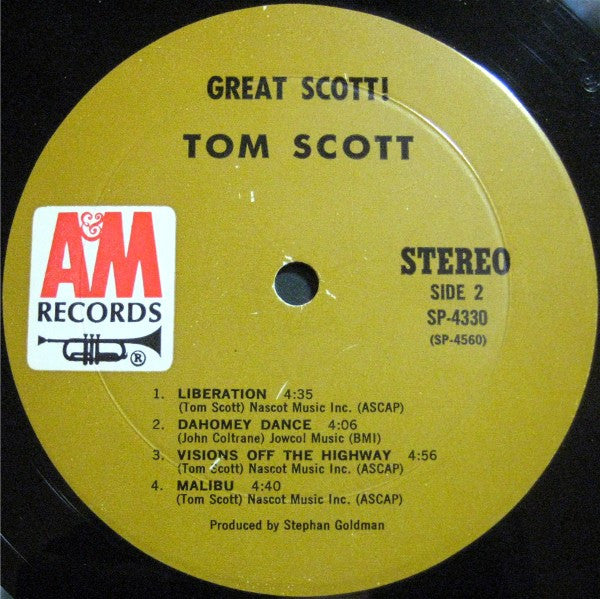 GREAT SCOTT!
TOM SCOTT
A&M
RECORDS
®
STEREO
SIDE 2
SP-4330
(SP-4560)
1. LIBERATION 4:35
(Tom Scott) Nascot Music Inc. (ASCAP)
2. DAHOMEY DANCE 4:06
(John Coltrane) Jowcol Music (BMI)
3. VISIONS OFF THE HIGHWAY 4:56
(Tom Scott) Nascot Music Inc. (ASCAP)
4. MALIBU 4:40
(Tom Scott) Nascot Music Inc. (ASCAP)
Produced by Stephan Goldman